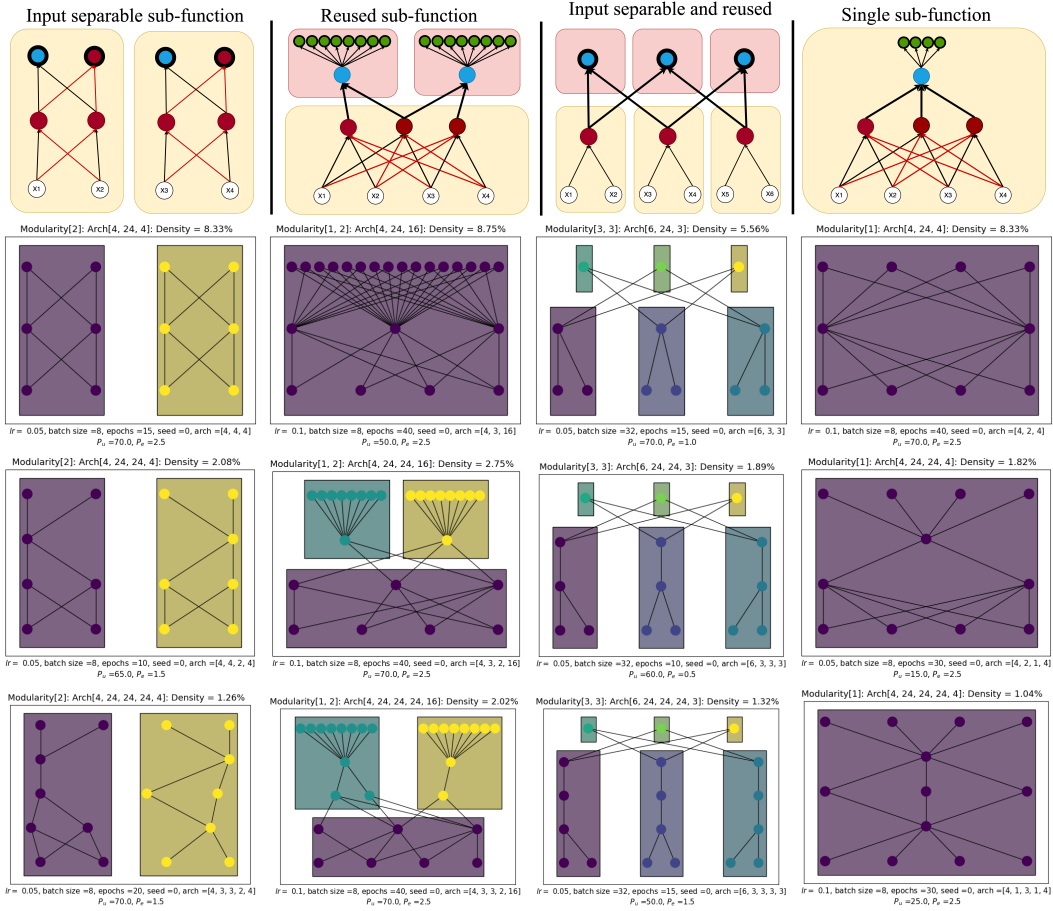 Input separable sub-function
Reused sub-function
Input separable and reused
Single sub-function
X1 X2 X3 X4
X1 X2 X3 X4
X1 X2 X3 X4 X5 X6
X1 X2 X3 X4
Modularity[2]: Arch[4, 24, 4]: Density = 8.33%
Modularity[1, 2]: Arch[4, 24, 16]: Density = 8.75%
Modularity[3, 3]: Arch[6, 24, 3]: Density = 5.56%
Modularity[1]: Arch[4, 24, 4]: Density = 8.33%
lr = 0.05, batch size =8, epochs =15, seed =0, arch =[4, 4, 4]
Pu =70.0, Pe =2.5
lr = 0.1, batch size =8, epochs =40, seed =0, arch =[4, 3, 16]
Pu =50.0, Pe =2.5
lr = 0.05, batch size =32, epochs =15, seed =0, arch =[6, 3, 3]
Pu =70.0, Pe =1.0
lr = 0.1, batch size =8, epochs =40, seed =0, arch =[4, 2, 4]
Pu =70.0, Pe =2.5
Modularity[2]: Arch[4, 24, 24, 4]: Density = 2.08%
Modularity[1, 2]: Arch[4, 24, 24, 16]: Density = 2.75%
Modularity[3, 3]: Arch[6, 24, 24, 3]: Density = 1.89%
Modularity[1]: Arch[4, 24, 24, 4]: Density = 1.82%
lr = 0.05, batch size =8, epochs =10, seed =0, arch =[4, 4, 2, 4]
Pu =65.0, Pe =1.5
lr = 0.1, batch size =8, epochs =40, seed =0, arch =[4, 3, 2, 16]
Pu =70.0, Pe =2.5
lr = 0.05, batch size =32, epochs =10, seed =0, arch =[6, 3, 3, 3]
Pu =60.0, Pe =0.5
lr = 0.05, batch size =8, epochs =30, seed =0, arch =[4, 2, 1, 4]
Pu =15.0, Pe =2.5
Modularity[2]: Arch[4, 24, 24, 24, 4]: Density = 1.26%
Modularity[1, 2]: Arch[4, 24, 24, 24, 16]: Density = 2.02%
Modularity[3, 3]: Arch[6, 24, 24, 24, 3]: Density = 1.32%
Modularity[1]: Arch[4, 24, 24, 24, 4]: Density = 1.04%
lr = 0.05, batch size =8, epochs =20, seed =0, arch =[4, 3, 3, 2, 4]
Pu =70.0, Pe =1.5
lr = 0.1, batch size =8, epochs =40, seed =0, arch =[4, 3, 3, 2, 16]
Pu =70.0, Pe =2.5
lr = 0.05, batch size =32, epochs =15, seed =0, arch =[6, 3, 3, 3, 3]
Pu =50.0, Pe =1.5
lr = 0.1, batch size =8, epochs =30, seed =0, arch =[4, 1, 3, 1, 4]
Pu =25.0, Pe =2.5